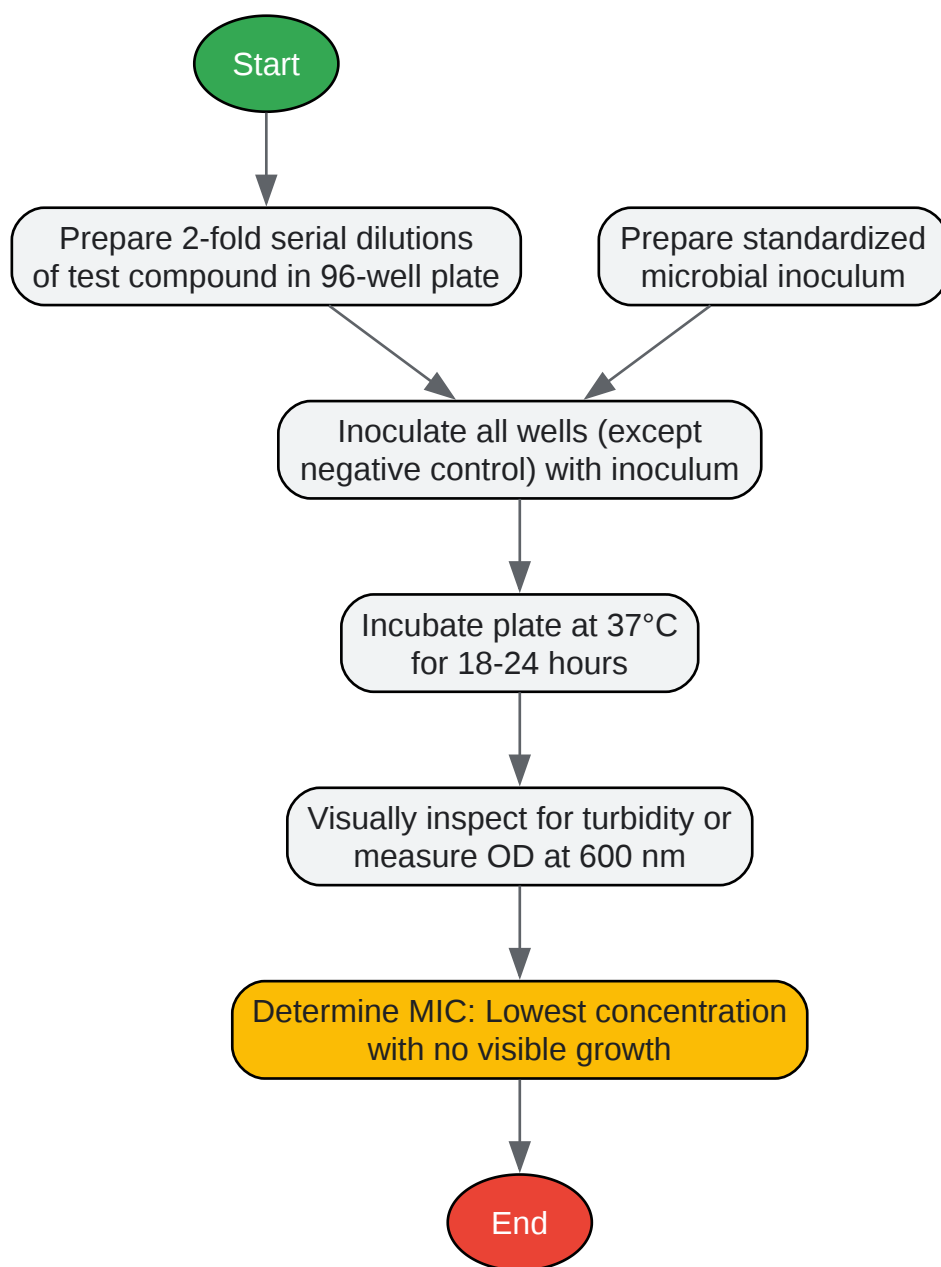 Start
Prepare 2-fold serial dilutions
of test compound in 96-well plate
Prepare standardized
microbial inoculum
Inoculate all wells (except
negative control) with inoculum
Incubate plate at 37°C
for 18-24 hours
Visually inspect for turbidity or
measure OD at 600 nm
Determine MIC: Lowest concentration
with no visible growth
End